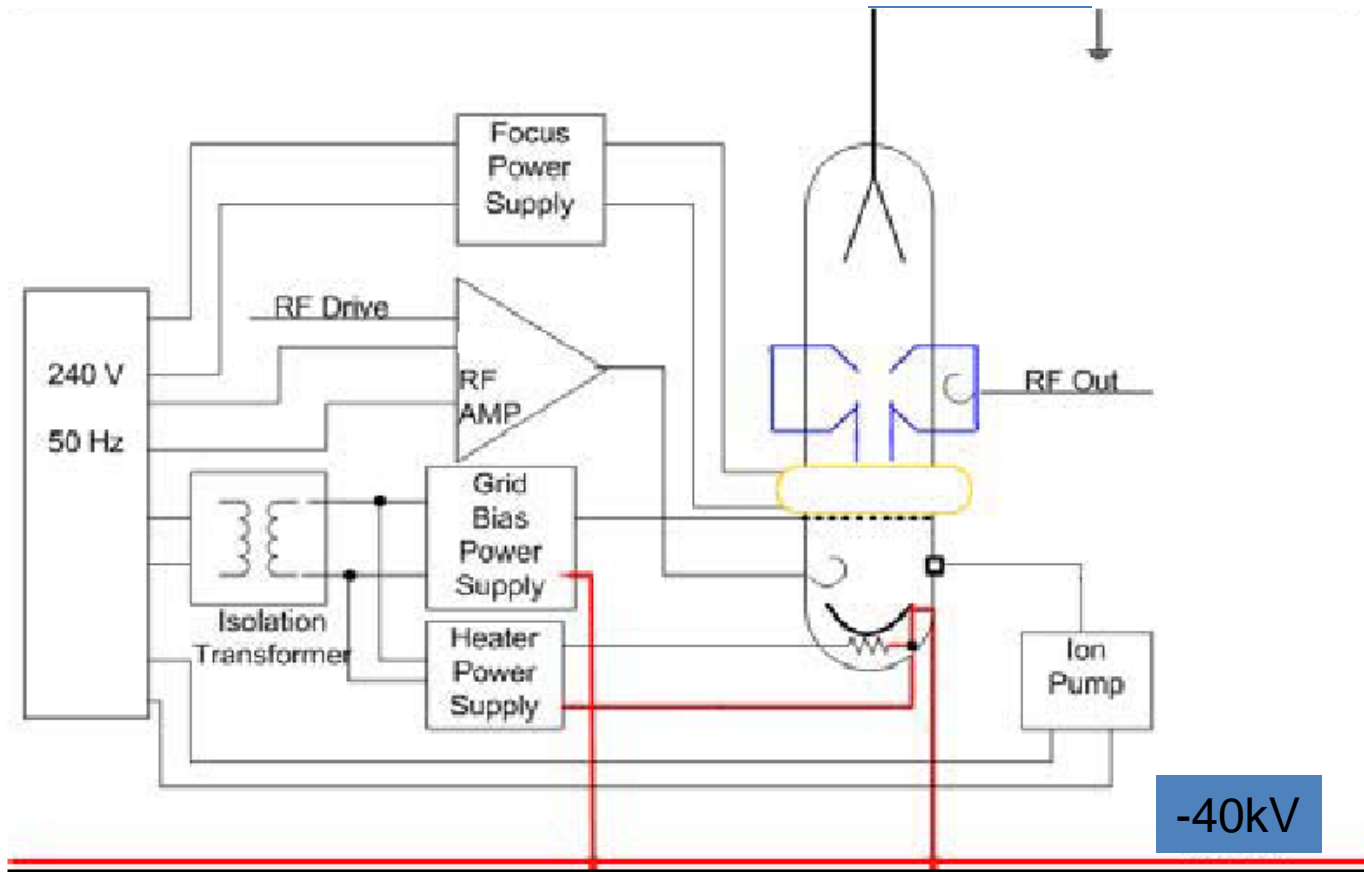 Focus
Power
Supply
RF Drive
240 V
50 Hz
RF
AMP
RF Out
Grid
Bias
Power
Supply
Isolation
Transformer
Heater
Power
Supply
Ion
Pump
-40kV